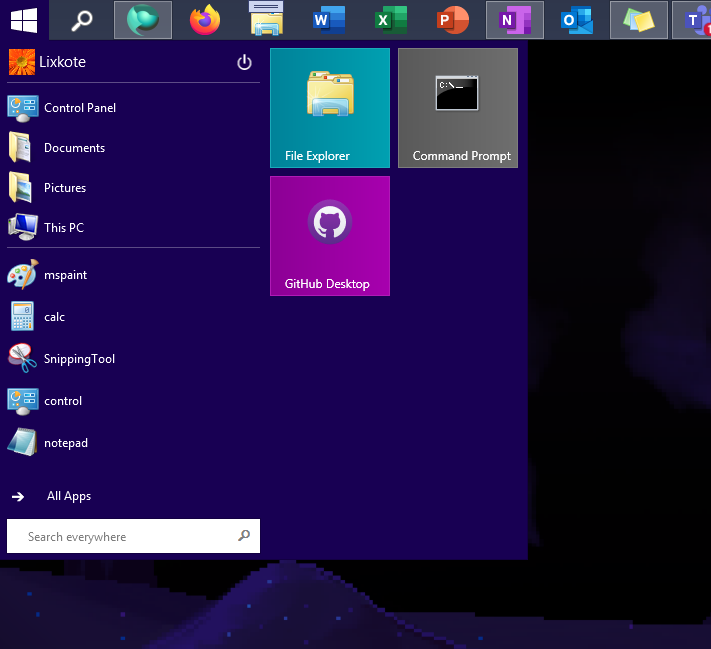 W
X
P
N
O
T
1
Lixkote
Control Panel
Documents
Pictures
This PC
mspaint
calc
SnippingTool
control
notepad
All Apps
Search everywhere
File Explorer
C:\_
Command Prompt
GitHub Desktop